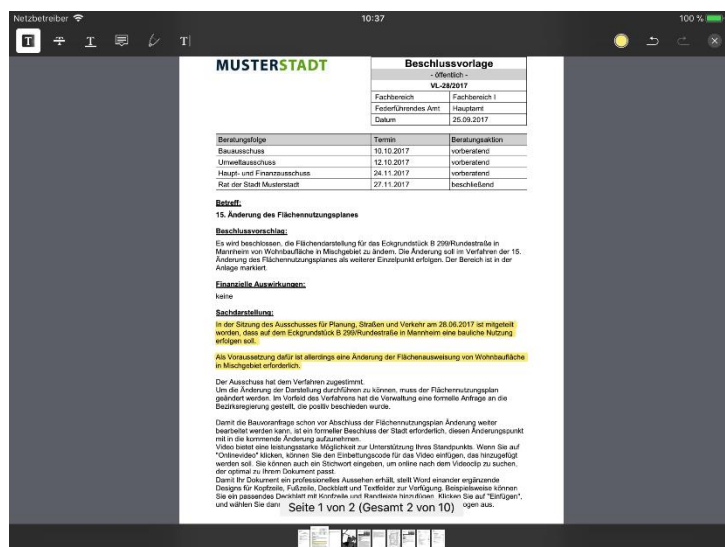 Netzbetreiber 10:37 100 %
T T T T
MUSTERSTADT
Beschlussvorlage
- öffentlich -
VL-28/2017
Fachbereich Fachbereich I
Federführendes Amt Hauptamt
Datum 25.09.2017
Beratungsfolge Termin Beratungsaktion
Bauausschuss 10.10.2017 vorberatend
Umweltausschuss 12.10.2017 vorberatend
Haupt- und Finanzausschuss 24.11.2017 vorberatend
Rat der Stadt Musterstadt 27.11.2017 beschließend
Betreff:
15. Änderung des Flächennutzungsplanes
Beschlussvorschlag:
Es wird beschlossen, die Flächendarstellung für das Eckgrundstück B 299/Rundestraße in
Mannheim von Wohnbaufläche in Mischgebiet zu ändern. Die Änderung soll im Verfahren der 15.
Änderung des Flächennutzungsplanes als weiterer Einzelpunkt erfolgen. Der Bereich ist in der
Anlage markiert.
Finanzielle Auswirkungen:
keine
Sachdarstellung:
In der Sitzung des Ausschusses für Planung, Straßen und Verkehr am 28.06.2017 ist mitgeteilt
worden, dass auf dem Eckgrundstück B 299/Rundestraße in Mannheim eine bauliche Nutzung
erfolgen soll.
Als Voraussetzung dafür ist allerdings eine Änderung der Flächenausweisung von Wohnbaufläche
in Mischgebiet erforderlich.
Der Ausschuss hat dem Verfahren zugestimmt.
Um die Änderung der Darstellung durchführen zu können, muss der Flächennutzungsplan
geändert werden. Im Vorfeld des Verfahrens hat die Verwaltung eine formelle Anfrage an die
Bezirksregierung gestellt, die positiv beschieden wurde.
Damit die Bauvoranfrage schon vor Abschluss der Flächennutzungsplan Änderung weiter
bearbeitet werden kann, ist ein formeller Beschluss der Stadt erforderlich, diesen Änderungspunkt
mit in die kommende Änderung aufzunehmen.
Video bietet eine leistungsstarke Möglichkeit zur Unterstützung Ihres Standpunkts. Wenn Sie auf
"Onlinevideo" klicken, können Sie den Einbettungscode für das Video einfügen, das hinzugefügt
werden soll. Sie können auch ein Stichwort eingeben, um online nach dem Videoclip zu suchen,
der optimal zu Ihrem Dokument passt.
Damit Ihr Dokument ein professionelles Aussehen erhält, stellt Word einander ergänzende
Designs für Kopfzeile, Fußzeile, Deckblatt und Textfelder zur Verfügung. Beispielsweise können
Sie ein passendes Deckblatt mit Kopfzeile und Randleiste hinzufügen. Klicken Sie auf "Einfügen",
und wählen Sie dann ogen aus.
Seite 1 von 2 (Gesamt 2 von 10)